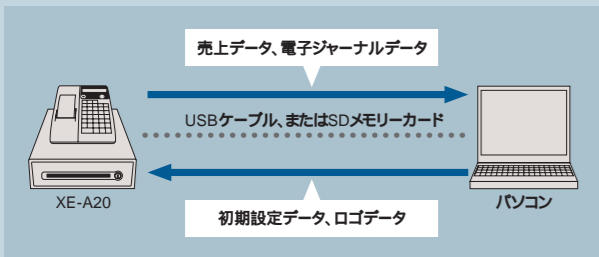 売上データ、電子ジャーナルデータ
USBケーブル、またはSDメモリーカード
XE-A20
パソコン
初期設定データ、ロゴデータ